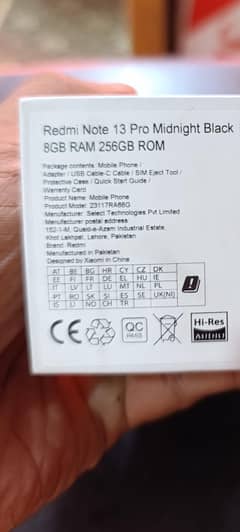 Redmi Note 13 Pro Midnight Black
8GB RAM 256GB ROM
Package contents: Mobile Phone /
Adapter / USB Cable-C Cable / SIM Eject Tool /
Protective Case / Quick Start Guide /
Warranty Card
Product Name: Mobile Phone
Product Model: 23117RA68G
Manufacturer: Select Technologies Pvt Limited
Manufacturer postal address:
152-1-M, Quaid-e-Azam Industrial Estate,
Kot Lakhpat, Lahore, Pakistan
Brand: Redmi
Manufactured in Pakistan
Designed by Xiaomi in China
AT BE BG HR CY CZ DK
EE FI FR DE EL HU IE
IT LV LT LU MT NL PL
PT RO SK SI ES SE UK(NI)
IS LI NO CH TR
CE
QC
PASS
Hi-Res
AUDIO